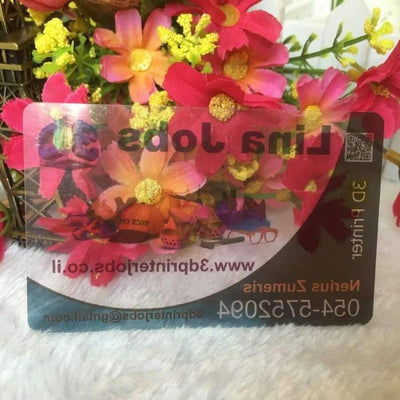 Lina Jobs 3D
3D Printer
www.3dprinterjobs.co.il
Nerius Zumeris
054-5752094
3dprinterjobs@gmail.com